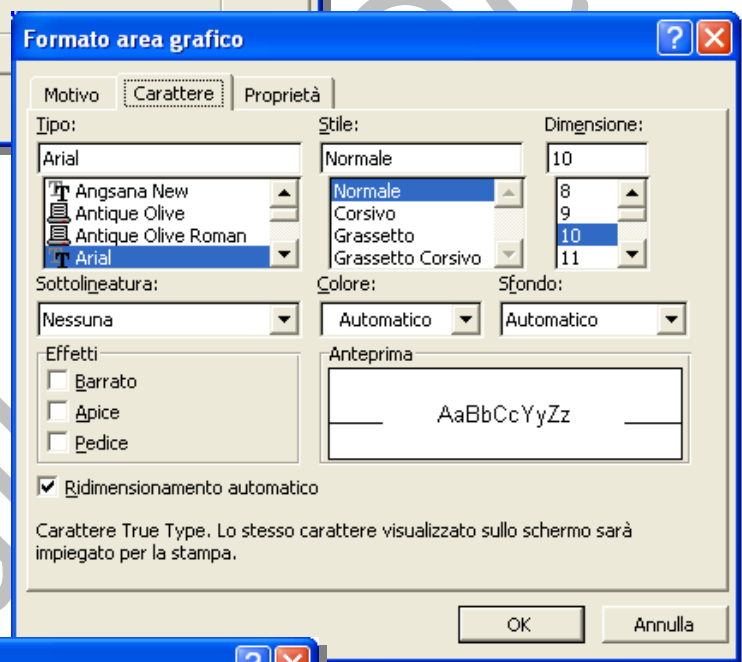 Formato area grafico
Motivo Carattere Proprietà
Tipo: Stile: Dimensione:
Arial Normale 10
Angsana New Normale 8
Antique Olive Corsivo 9
Antique Olive Roman Grassetto 10
Arial Grassetto Corsivo 11
Sottolineatura: Colore: Sfondo:
Nessuna Automatico Automatico
Effetti Anteprima
Barrato
Apice AaBbCcYyZz
Pedice
Ridimensionamento automatico
Carattere True Type. Lo stesso carattere visualizzato sullo schermo sarà
impiegato per la stampa.
OK Annulla